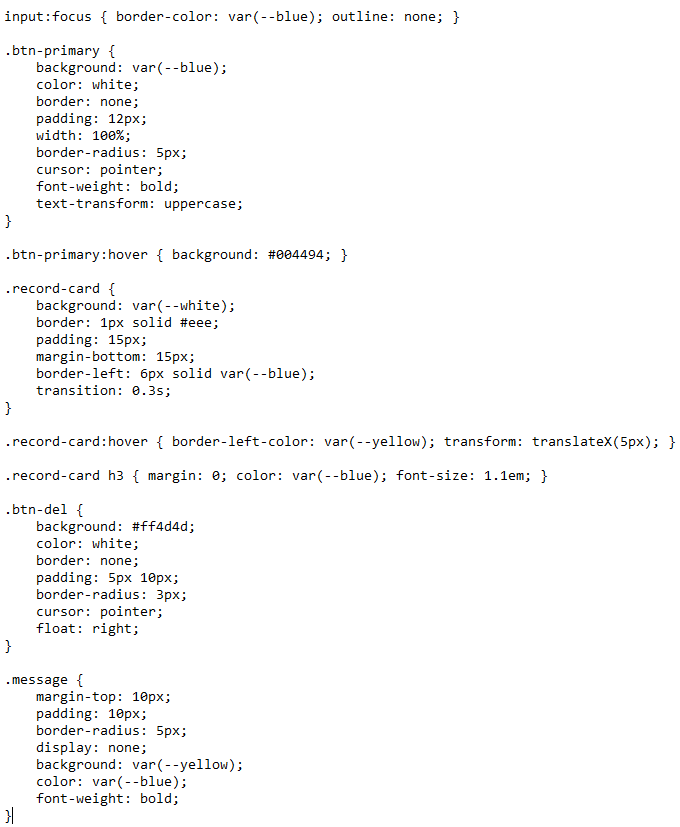 input:focus { border-color: var(--blue); outline: none; }

.btn-primary {
    background: var(--blue);
    color: white;
    border: none;
    padding: 12px;
    width: 100%;
    border-radius: 5px;
    cursor: pointer;
    font-weight: bold;
    text-transform: uppercase;
}

.btn-primary:hover { background: #004494; }

.record-card {
    background: var(--white);
    border: 1px solid #eee;
    padding: 15px;
    margin-bottom: 15px;
    border-left: 6px solid var(--blue);
    transition: 0.3s;
}

.record-card:hover { border-left-color: var(--yellow); transform: translateX(5px); }

.record-card h3 { margin: 0; color: var(--blue); font-size: 1.1em; }

.btn-del {
    background: #ff4d4d;
    color: white;
    border: none;
    padding: 5px 10px;
    border-radius: 3px;
    cursor: pointer;
    float: right;
}

.message {
    margin-top: 10px;
    padding: 10px;
    border-radius: 5px;
    display: none;
    background: var(--yellow);
    color: var(--blue);
    font-weight: bold;
}